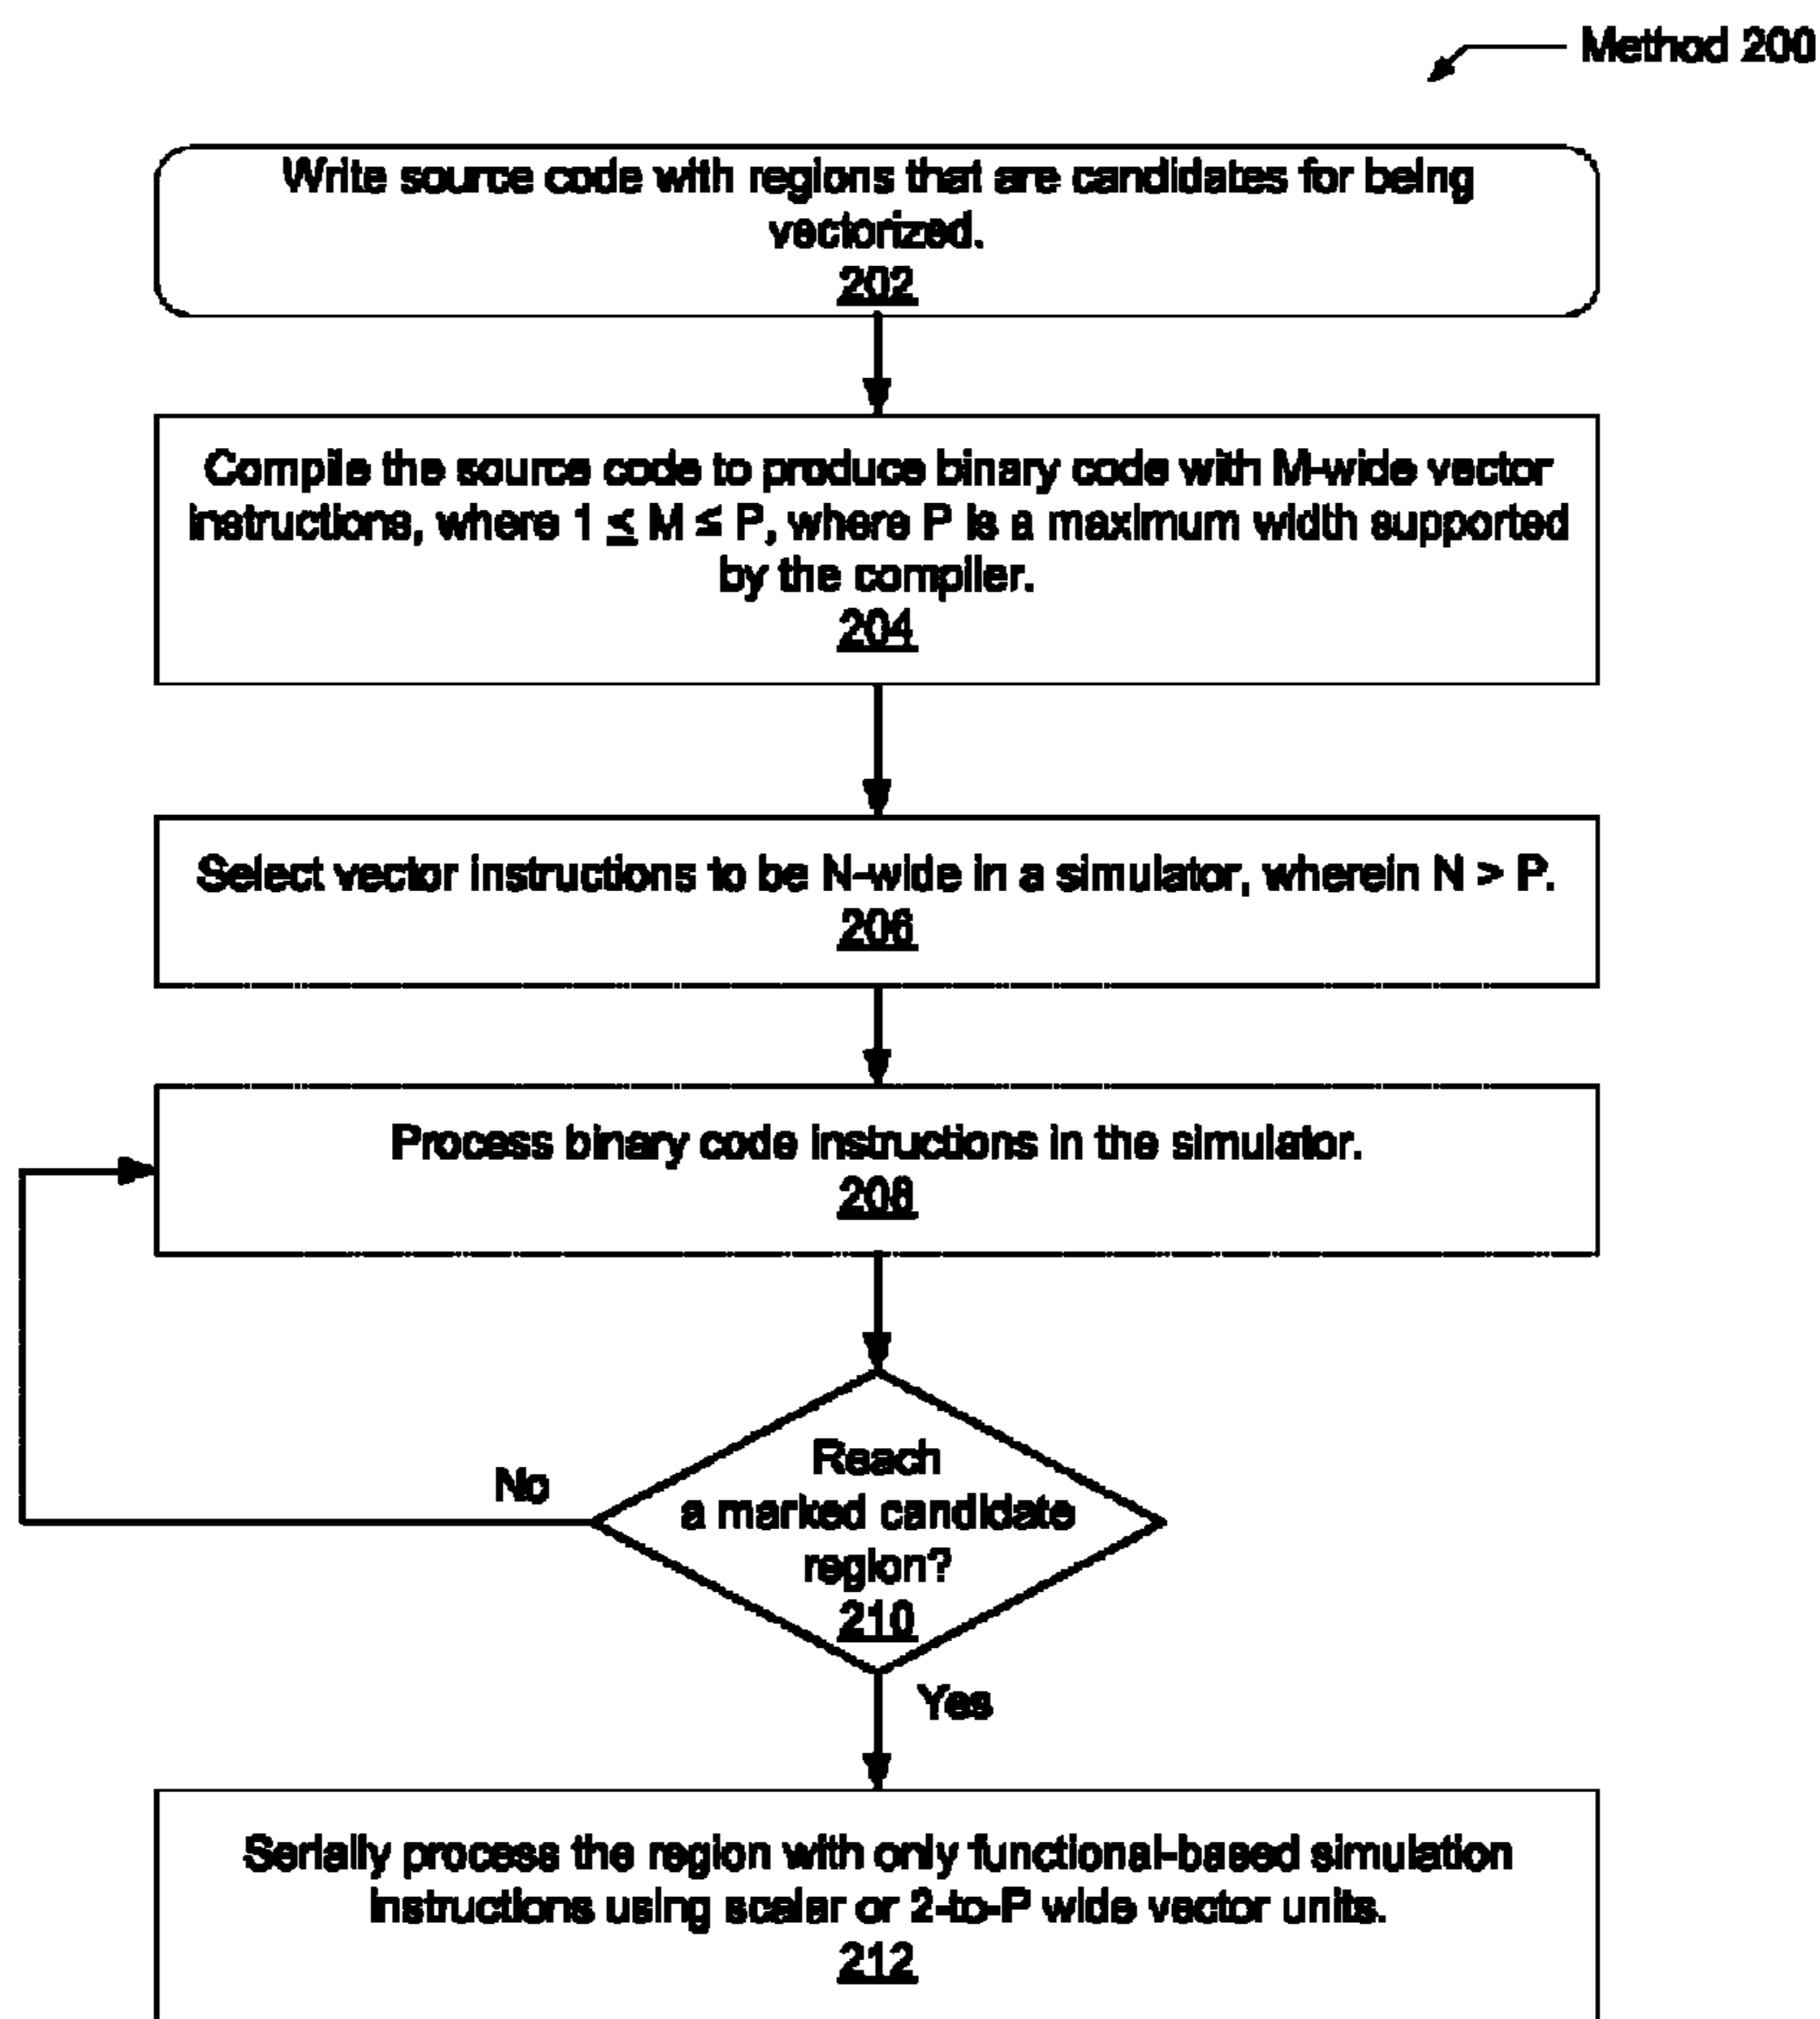 Method 200
Write source code with regions that are candidates for being
vectorized.
202
Compile the source code to produce binary code with M-wide vector
instructions, where 1 ≤ M ≤ P, where P is a maximum width supported
by the compiler.
204
Select vector instructions to be N-wide in a simulator, wherein N > P.
206
Process binary code instructions in the simulator.
208
Reach
a marked candidate
region?
210
No
Yes
Serially process the region with only functional-based simulation
instructions using scalar or 2-to-P wide vector units.
212